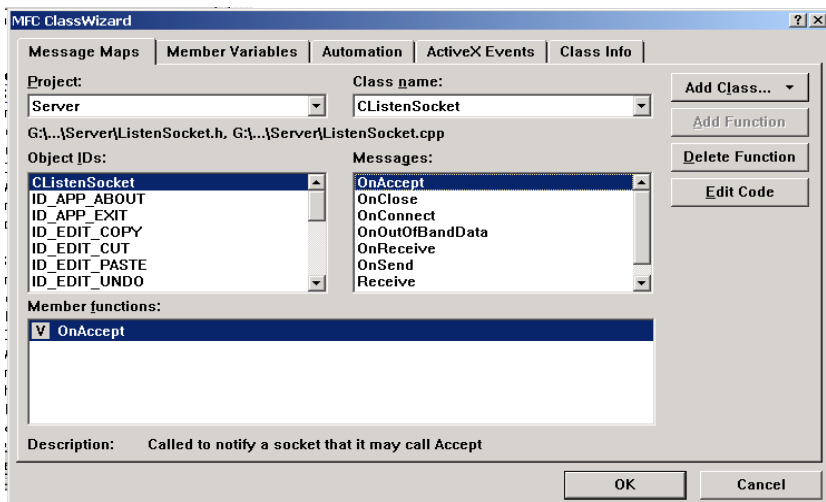 MFC ClassWizard
Message Maps Member Variables Automation ActiveX Events Class Info
Project: Class name:
Server CListenSocket
Add Class...
G:\...\Server\ListenSocket.h, G:\...\Server\ListenSocket.cpp
Add Function
Object IDs: Messages:
Delete Function
CListenSocket OnAccept
ID_APP_ABOUT OnClose
Edit Code
ID_APP_EXIT OnConnect
ID_EDIT_COPY OnOutOfBandData
ID_EDIT_CUT OnReceive
ID_EDIT_PASTE OnSend
ID_EDIT_UNDO Receive
Member functions:
V OnAccept
Description: Called to notify a socket that it may call Accept
OK Cancel